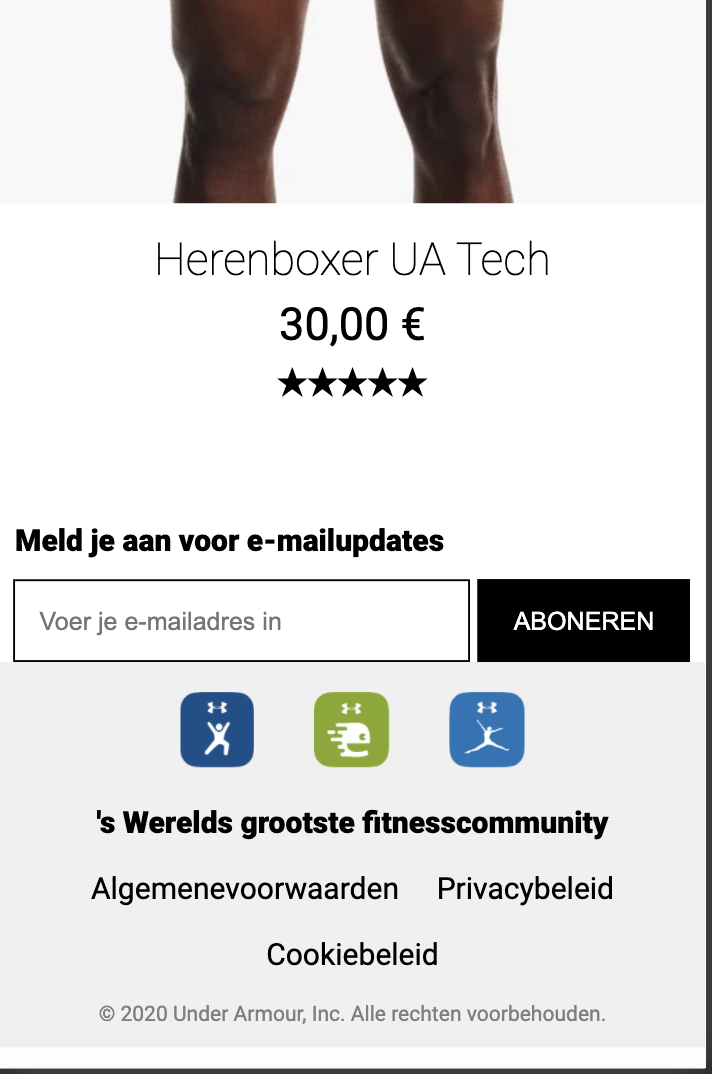 Herenboxer UA Tech
30,00 €
★★★★★
Meld je aan voor e-mailupdates
Voer je e-mailadres in ABONEREN
's Werelds grootste fitnesscommunity
Algemenevoorwaarden Privacybeleid
Cookiebeleid
© 2020 Under Armour, Inc. Alle rechten voorbehouden.